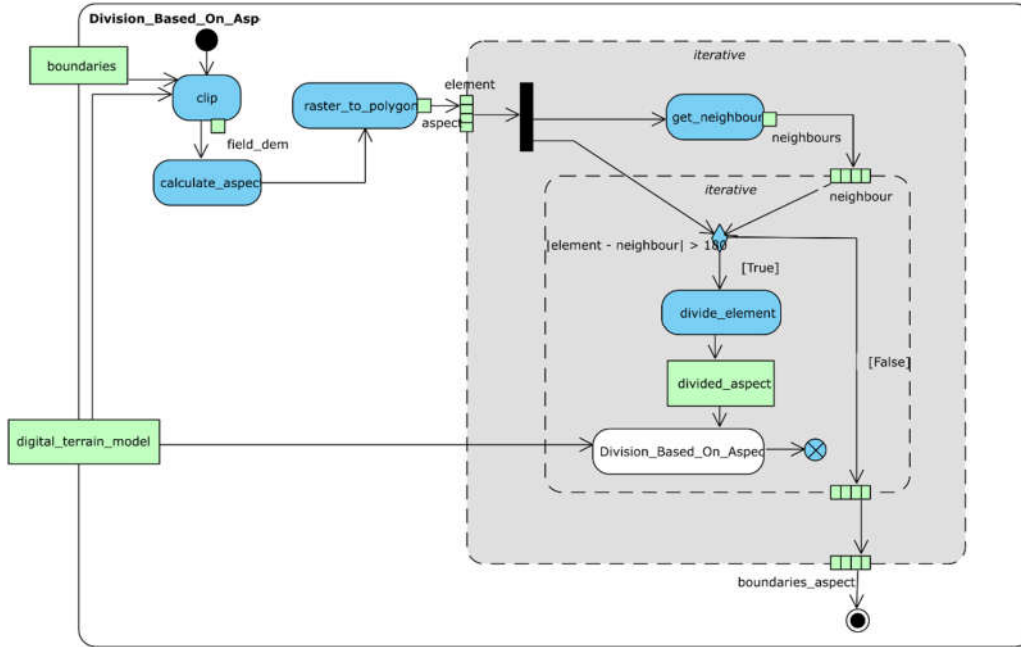 Division_Based_On_Asp
boundaries
iterative
element
clip
raster_to_polygon
aspect
get_neighbour
field_dem
neighbours
calculate_aspec
iterative
neighbour
|element - neighbour| > 180
[True]
divide_element
[False]
divided_aspect
digital_terrain_model
Division_Based_On_Aspec
boundaries_aspect